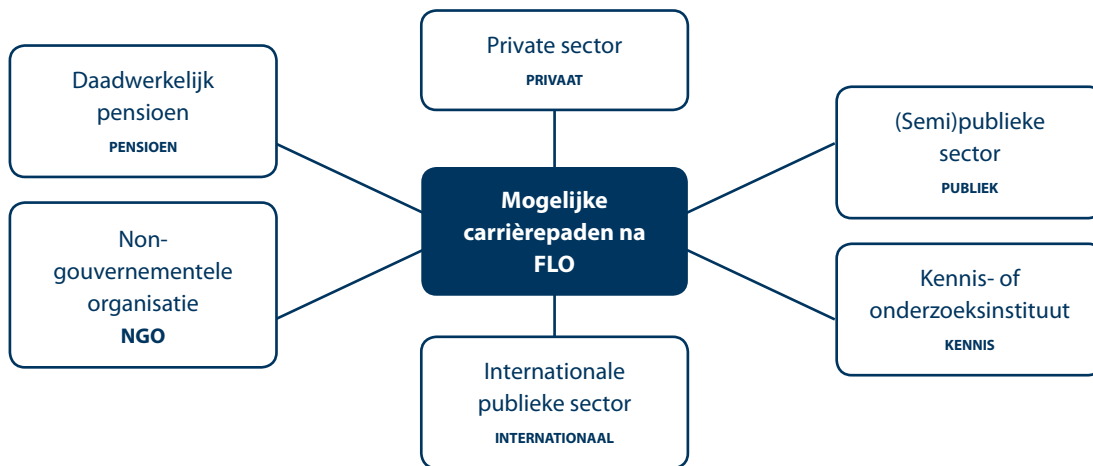 Private sector
PRIVAAT
Daadwerkelijk
pensioen
PENSIOEN
(Semi)publieke
sector
PUBLIEK
Mogelijke
carrièrepaden na
FLO
Non-
gouvernementele
organisatie
NGO
Kennis- of
onderzoeksinstituut
KENNIS
Internationale
publieke sector
INTERNATIONAAL